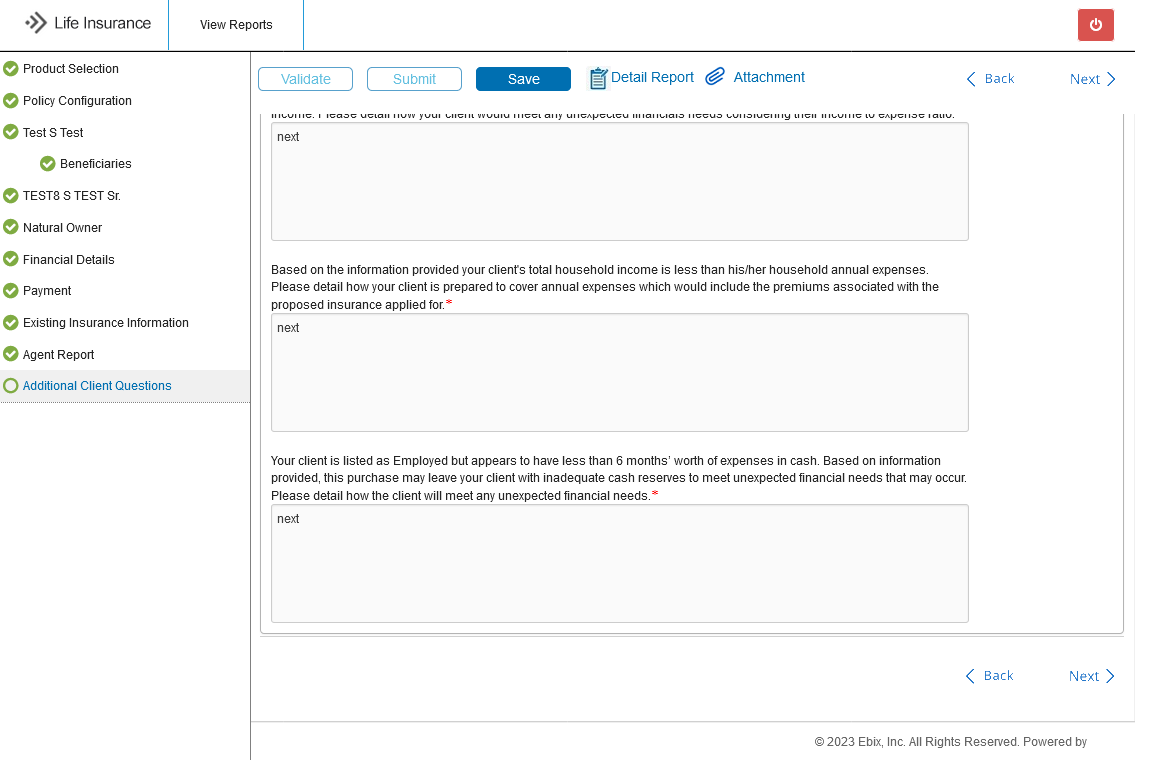 Life Insurance
View Reports
Product Selection
Policy Configuration
Test S Test
Beneficiaries
TEST8 S TEST Sr.
Natural Owner
Financial Details
Payment
Existing Insurance Information
Agent Report
Additional Client Questions
Validate
Submit
Save
Detail Report
Attachment
Back
Next
income. Please detail how your client would meet any unexpected financials needs considering their income to expense ratio.
next
Based on the information provided your client's total household income is less than his/her household annual expenses.
Please detail how your client is prepared to cover annual expenses which would include the premiums associated with the
proposed insurance applied for.*
next
Your client is listed as Employed but appears to have less than 6 months’ worth of expenses in cash. Based on information
provided, this purchase may leave your client with inadequate cash reserves to meet unexpected financial needs that may occur.
Please detail how the client will meet any unexpected financial needs.*
next
Back
Next
© 2023 Ebix, Inc. All Rights Reserved. Powered by